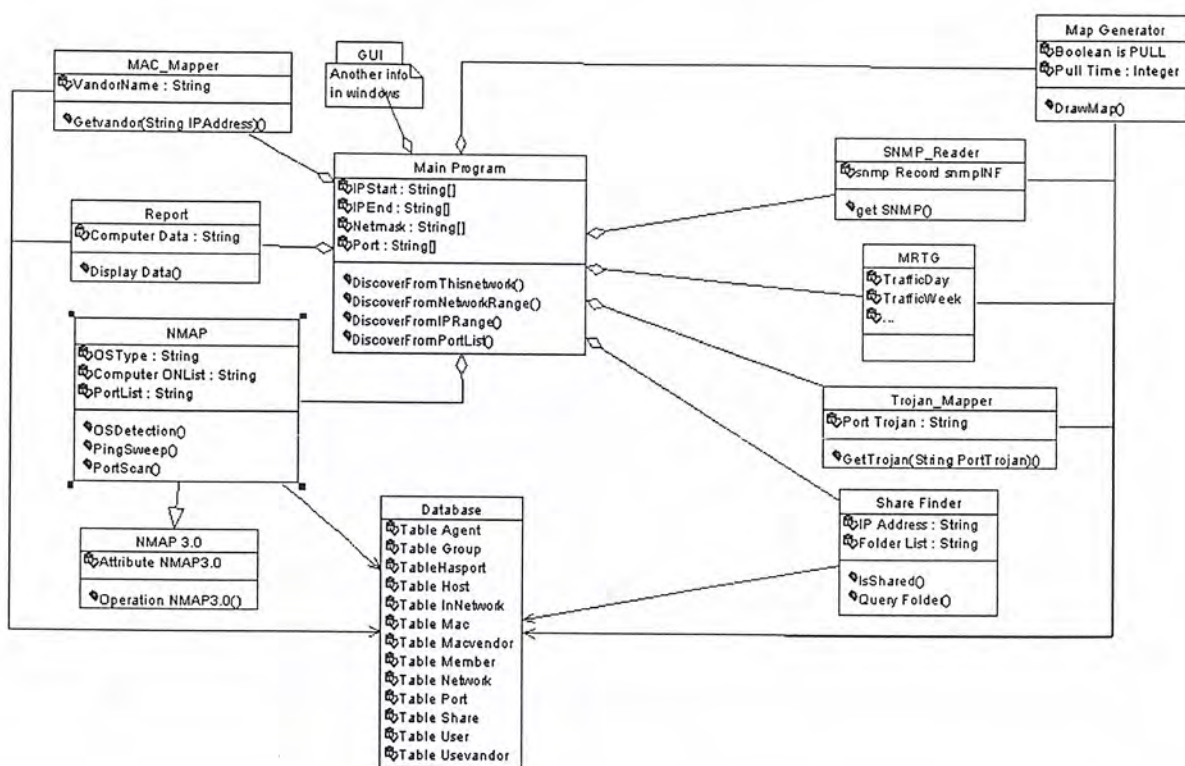 MAC_Mapper
VandorName : String
Getvandor(String IPAddress)()
GUI
Another info
in windows
Map Generator
Boolean is PULL
Pull Time : Integer
DrawMap()
Main Program
IPStart : String[]
IPEnd : String[]
Netmask : String[]
Port : String[]
DiscoverFromThisnetwork()
DiscoverFromNetworkRange()
DiscoverFromIPRange()
DiscoverFromPortList()
SNMP_Reader
snmp Record snmpINF
get SNMP()
Report
Computer Data : String
Display Data()
MRTG
TrafficDay
TrafficWeek
...
NMAP
OSType : String
Computer ONList : String
PortList : String
OSDetection()
PingSweep()
PortScan()
Trojan_Mapper
Port Trojan : String
GetTrojan(String PortTrojan)()
NMAP 3.0
Attribute NMAP3.0
Operation NMAP3.0()
Database
Table Agent
Table Group
TableHasport
Table Host
Table InNetwork
Table Mac
Table Macvendor
Table Member
Table Network
Table Port
Table Share
Table User
Table Usevandor
Share Finder
IP Address : String
Folder List : String
IsShared()
Query Folde()